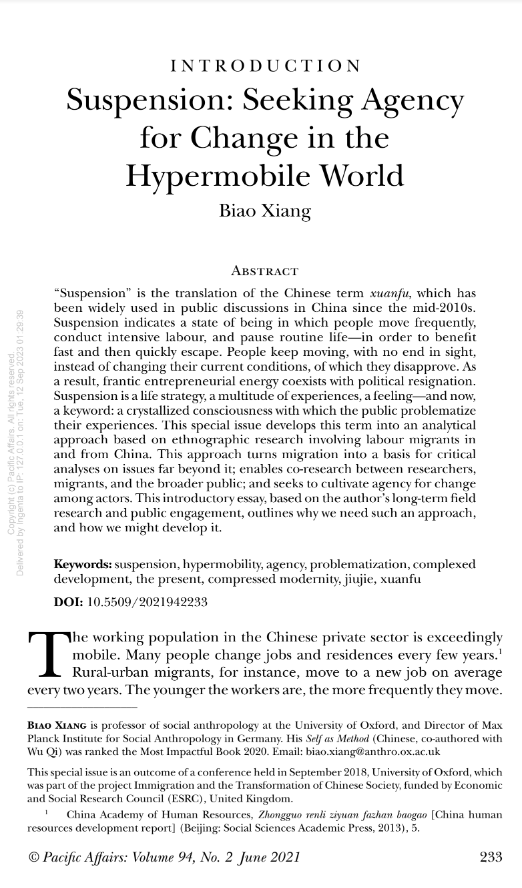 INTRODUCTION
Suspension: Seeking Agency
for Change in the
Hypermobile World
Biao Xiang
Abstract
“Suspension” is the translation of the Chinese term xuanfu, which has
been widely used in public discussions in China since the mid-2010s.
Suspension indicates a state of being in which people move frequently,
conduct intensive labour, and pause routine life—in order to benefit
fast and then quickly escape. People keep moving, with no end in sight,
instead of changing their current conditions, of which they disapprove. As
a result, frantic entrepreneurial energy coexists with political resignation.
Suspension is a life strategy, a multitude of experiences, a feeling—and now,
a keyword: a crystallized consciousness with which the public problematize
their experiences. This special issue develops this term into an analytical
approach based on ethnographic research involving labour migrants in
and from China. This approach turns migration into a basis for critical
analyses on issues far beyond it; enables co-research between researchers,
migrants, and the broader public; and seeks to cultivate agency for change
among actors. This introductory essay, based on the author’s long-term field
research and public engagement, outlines why we need such an approach,
and how we might develop it.
Keywords: suspension, hypermobility, agency, problematization, complexed
development, the present, compressed modernity, jiujie, xuanfu
DOI: 10.5509/2021942233
The working population in the Chinese private sector is exceedingly
mobile. Many people change jobs and residences every few years.1
Rural-urban migrants, for instance, move to a new job on average
every two years. The younger the workers are, the more frequently they move.
Biao Xiang is professor of social anthropology at the University of Oxford, and Director of Max
Planck Institute for Social Anthropology in Germany. His Self as Method (Chinese, co-authored with
Wu Qi) was ranked the Most Impactful Book 2020. Email: biao.xiang@anthro.ox.ac.uk
This special issue is an outcome of a conference held in September 2018, University of Oxford, which
was part of the project Immigration and the Transformation of Chinese Society, funded by Economic
and Social Research Council (ESRC), United Kingdom.
1 China Academy of Human Resources, Zhongguo renli ziyuan fazhan baogao [China human
resources development report] (Beijing: Social Sciences Academic Press, 2013), 5.
© Pacific Affairs: Volume 94, No. 2 June 2021 233
Copyright (c) Pacific Affairs. All rights reserved.
Delivered by Ingenta to IP: 127.0.0.1 on: Tue, 12 Sep 2023 01:29:39